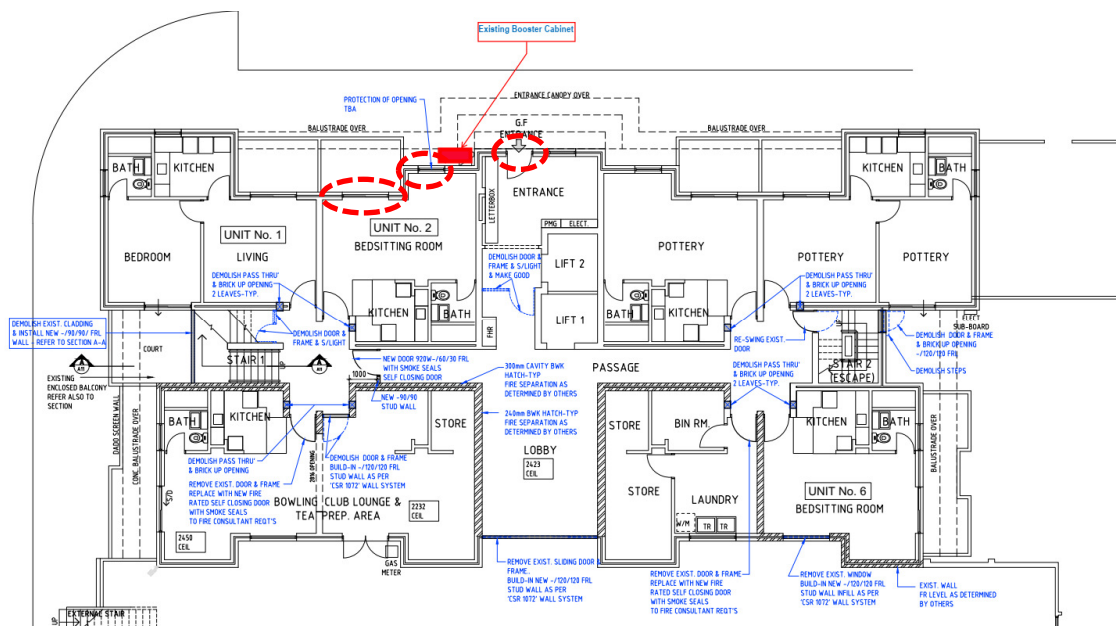 Existing Booster Cabinet
PROTECTION OF OPENING
TBA
ENTRANCE CANOPY OVER
G.F
ENTRANCE
BALUSTRADE OVER
BALUSTRADE OVER
BATH
KITCHEN
KITCHEN
BATH
LETTERBOX
ENTRANCE
PMG
ELECT.
UNIT No. 1
UNIT No. 2
BEDSITTING ROOM
BEDROOM
LIVING
POTTERY
POTTERY
POTTERY
LIFT 2
LIFT 1
DEMOLISH DOOR &
FRAME & S/LIGHT
& MAKE GOOD
DEMOLISH PASS THRU'
& BRICK UP OPENING
2 LEAVES-TYP.
DEMOLISH PASS THRU'
& BRICK UP OPENING
2 LEAVES-TYP.
KITCHEN
BATH
KITCHEN
BATH
FHR
DEMOLISH EXIST. CLADDING
& INSTALL NEW -/90/90/ FRL
WALL - REFER TO SECTION A-A
DEMOLISH DOOR &
FRAME & S/LIGHT
RE-SWING EXIST.
DOOR
UP
ELECT
SUB-BOARD
DEMOLISH DOOR
& FRAME
& BRICK UP OPENING
-/120/120 FRL
DEMOLISH STEPS
COURT
STAIR 1
UP
A
A11
A
A11
EXISTING
ENCLOSED BALCONY
REFER ALSO TO
SECTION
NEW DOOR 920W-/60/30 FRL
WITH SMOKE SEALS
SELF CLOSING DOOR
1000
NEW -90/90
STUD WALL
300mm CAVITY BWK
HATCH-TYP
FIRE SEPARATION AS
DETERMINED BY OTHERS
PASSAGE
DEMOLISH PASS THRU'
& BRICK UP OPENING
2 LEAVES-TYP.
STAIR 2
(ESCAPE)
240mm BWK HATCH-TYP
FIRE SEPARATION AS
DETERMINED BY OTHERS
DADO SCREEN WALL
CONC. BALUSTRADE OVER
BATH
KITCHEN
STORE
LOBBY
2423
CEIL
STORE
BIN RM.
KITCHEN
BATH
BALUSTRADE OVER
DEMOLISH PASS THRU'
& BRICK UP OPENING
DEMOLISH DOOR & FRAME
BUILD-IN -/120/120 FRL
STUD WALL AS PER
'CSR 1072' WALL SYSTEM
REMOVE EXIST. DOOR & FRAME
REPLACE WITH NEW FIRE
RATED SELF CLOSING DOOR
WITH SMOKE SEALS
TO FIRE CONSULTANT REQT'S
S/D
BOWLING CLUB LOUNGE &
TEA PREP. AREA
2450
CEIL
2232
CEIL
STORE
LAUNDRY
W/M
TR
TR
UNIT No. 6
BEDSITTING ROOM
GAS
METER
REMOVE EXIST. SLIDING DOOR &
FRAME..
BUILD-IN NEW -/120/120 FRL
STUD WALL AS PER
'CSR 1072' WALL SYSTEM
REMOVE EXIST. DOOR & FRAME
REPLACE WITH NEW FIRE
RATED SELF CLOSING DOOR
WITH SMOKE SEALS
TO FIRE CONSULTANT REQT'S
REMOVE EXIST. WINDOW
BUILD-IN NEW -/120/120 FRL
STUD WALL INFILL AS PER
'CSR 1072' WALL SYSTEM
EXIST. WALL
FR LEVEL AS DETERMINED
BY OTHERS
EXTERNAL STAIR
UP